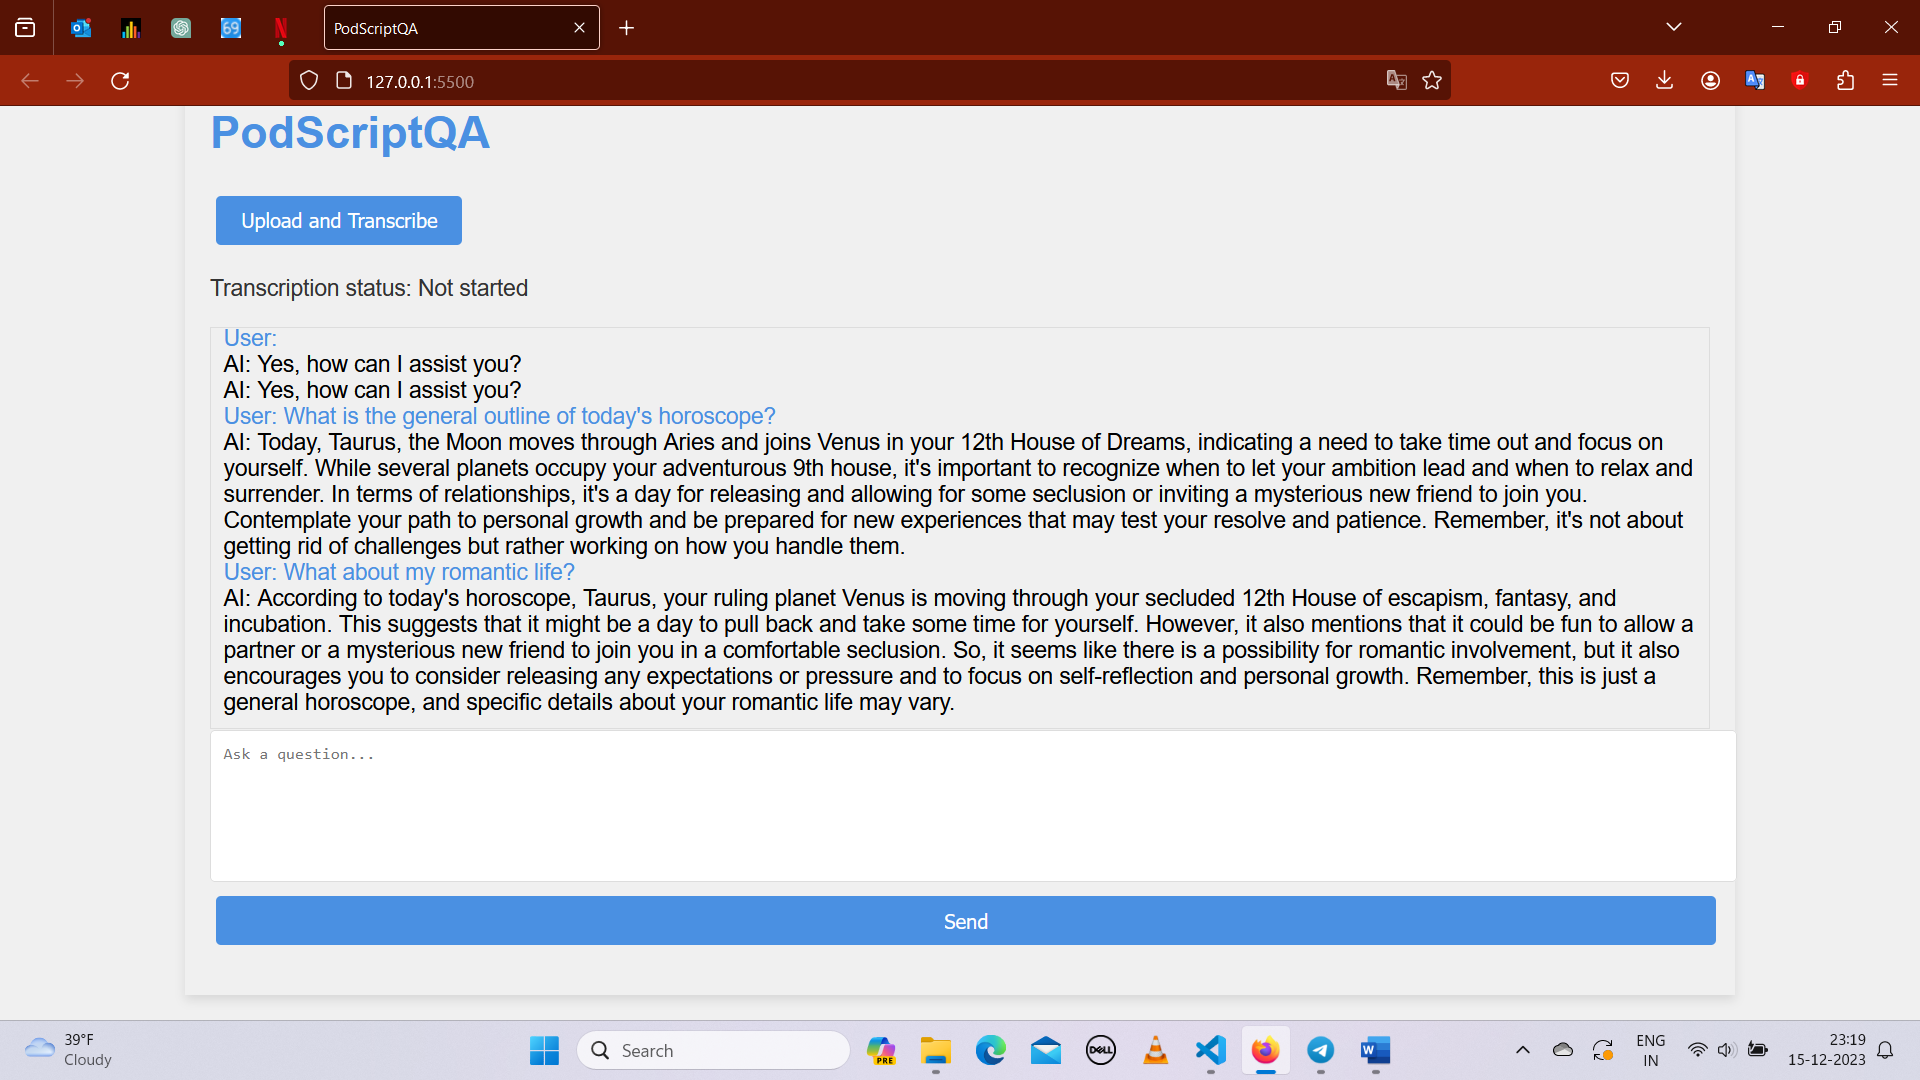 PodScriptQA
127.0.0.1:5500
PodScriptQA
Upload and Transcribe
Transcription status: Not started
User:
AI: Yes, how can I assist you?
AI: Yes, how can I assist you?
User: What is the general outline of today's horoscope?
AI: Today, Taurus, the Moon moves through Aries and joins Venus in your 12th House of Dreams, indicating a need to take time out and focus on
yourself. While several planets occupy your adventurous 9th house, it's important to recognize when to let your ambition lead and when to relax and
surrender. In terms of relationships, it's a day for releasing and allowing for some seclusion or inviting a mysterious new friend to join you.
Contemplate your path to personal growth and be prepared for new experiences that may test your resolve and patience. Remember, it's not about
getting rid of challenges but rather working on how you handle them.
User: What about my romantic life?
AI: According to today's horoscope, Taurus, your ruling planet Venus is moving through your secluded 12th House of escapism, fantasy, and
incubation. This suggests that it might be a day to pull back and take some time for yourself. However, it also mentions that it could be fun to allow a
partner or a mysterious new friend to join you in a comfortable seclusion. So, it seems like there is a possibility for romantic involvement, but it also
encourages you to consider releasing any expectations or pressure and to focus on self-reflection and personal growth. Remember, this is just a
general horoscope, and specific details about your romantic life may vary.
Ask a question...
Send
39°F
Cloudy
Search
PRE
DELL
W
ENG
IN
23:19
15-12-2023